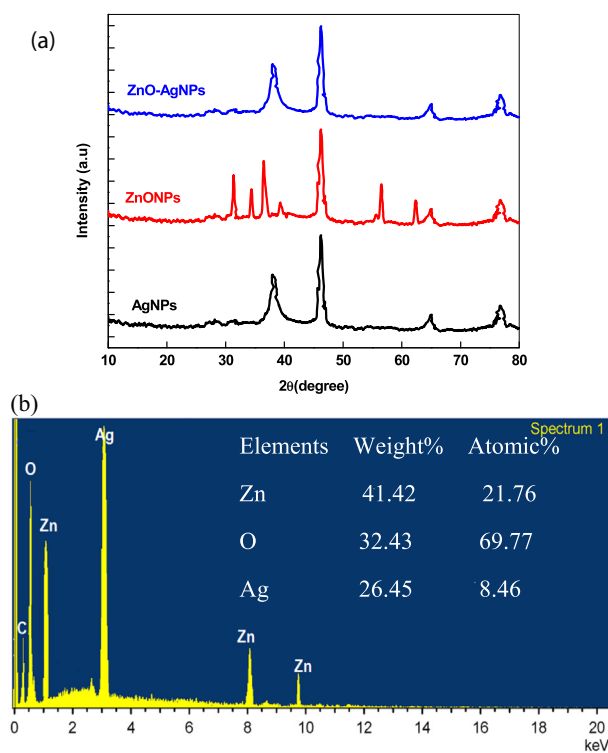 (a)
ZnO-AgNPs
ZnONPs
AgNPs
Intensity (a.u)
10 20 30 40 50 60 70 80
2θ(degree)
(b)
Spectrum 1
Ag
O
Zn
C
Zn
Zn
Elements Weight% Atomic%
Zn 41.42 21.76
O 32.43 69.77
Ag 26.45 8.46
0 2 4 6 8 10 12 14 16 18 20
keV